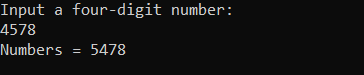 Input a four-digit number:
4578
Numbers = 5478